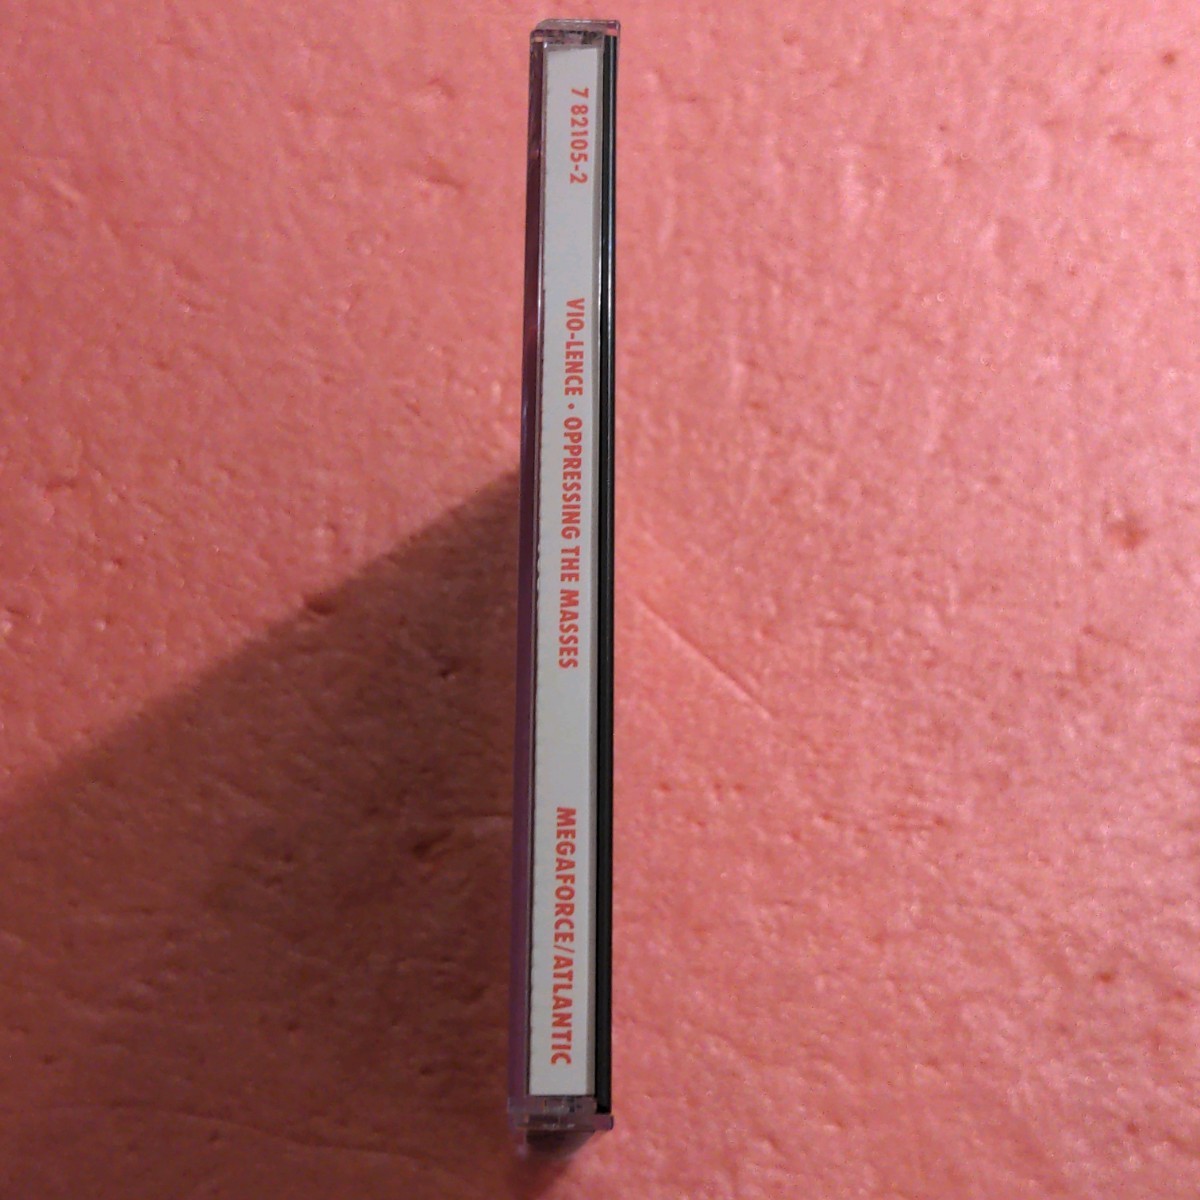 7 82105-2
VIO-LENCE • OPPRESSING THE MASSES
MEGAFORCE/ATLANTIC